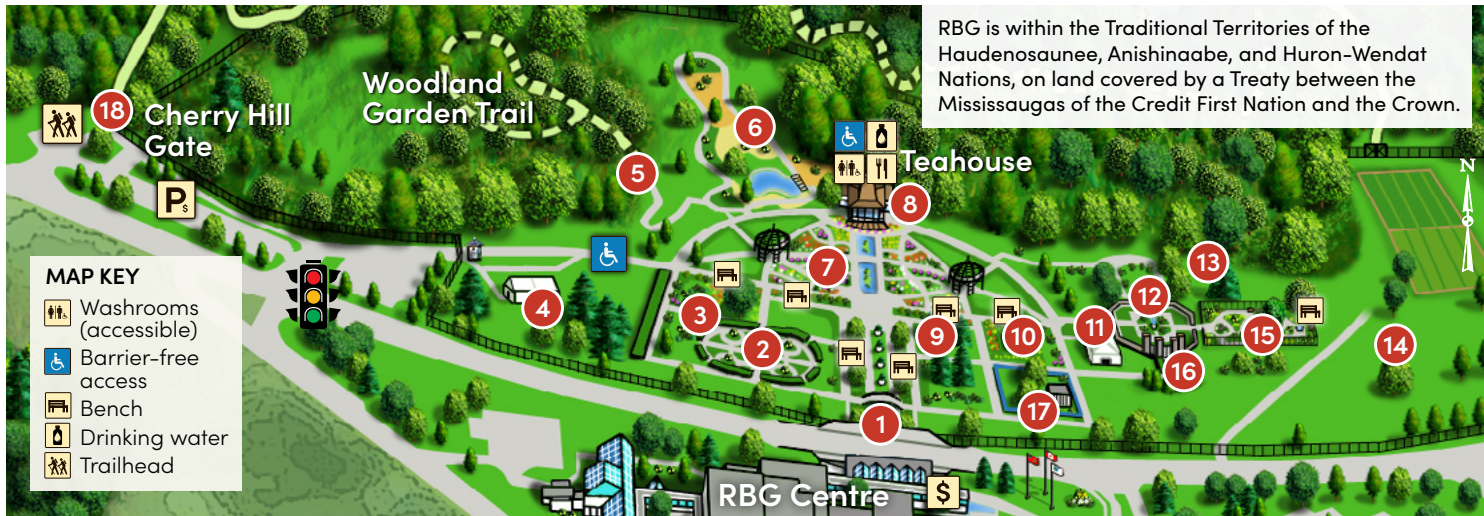 RBG is within the Traditional Territories of the
Haudenosaunee, Anishinaabe, and Huron-Wendat
Nations, on land covered by a Treaty between the
Mississaugas of the Credit First Nation and the Crown.
Woodland
Garden Trail
18
Cherry Hill
Gate
6
Teahouse
5
N
P$
8
7
13
12
4
3
9
10
11
15
2
14
16
17
1
MAP KEY
Washrooms
(accessible)
Barrier-free
access
Bench
Drinking water
Trailhead
RBG Centre
$